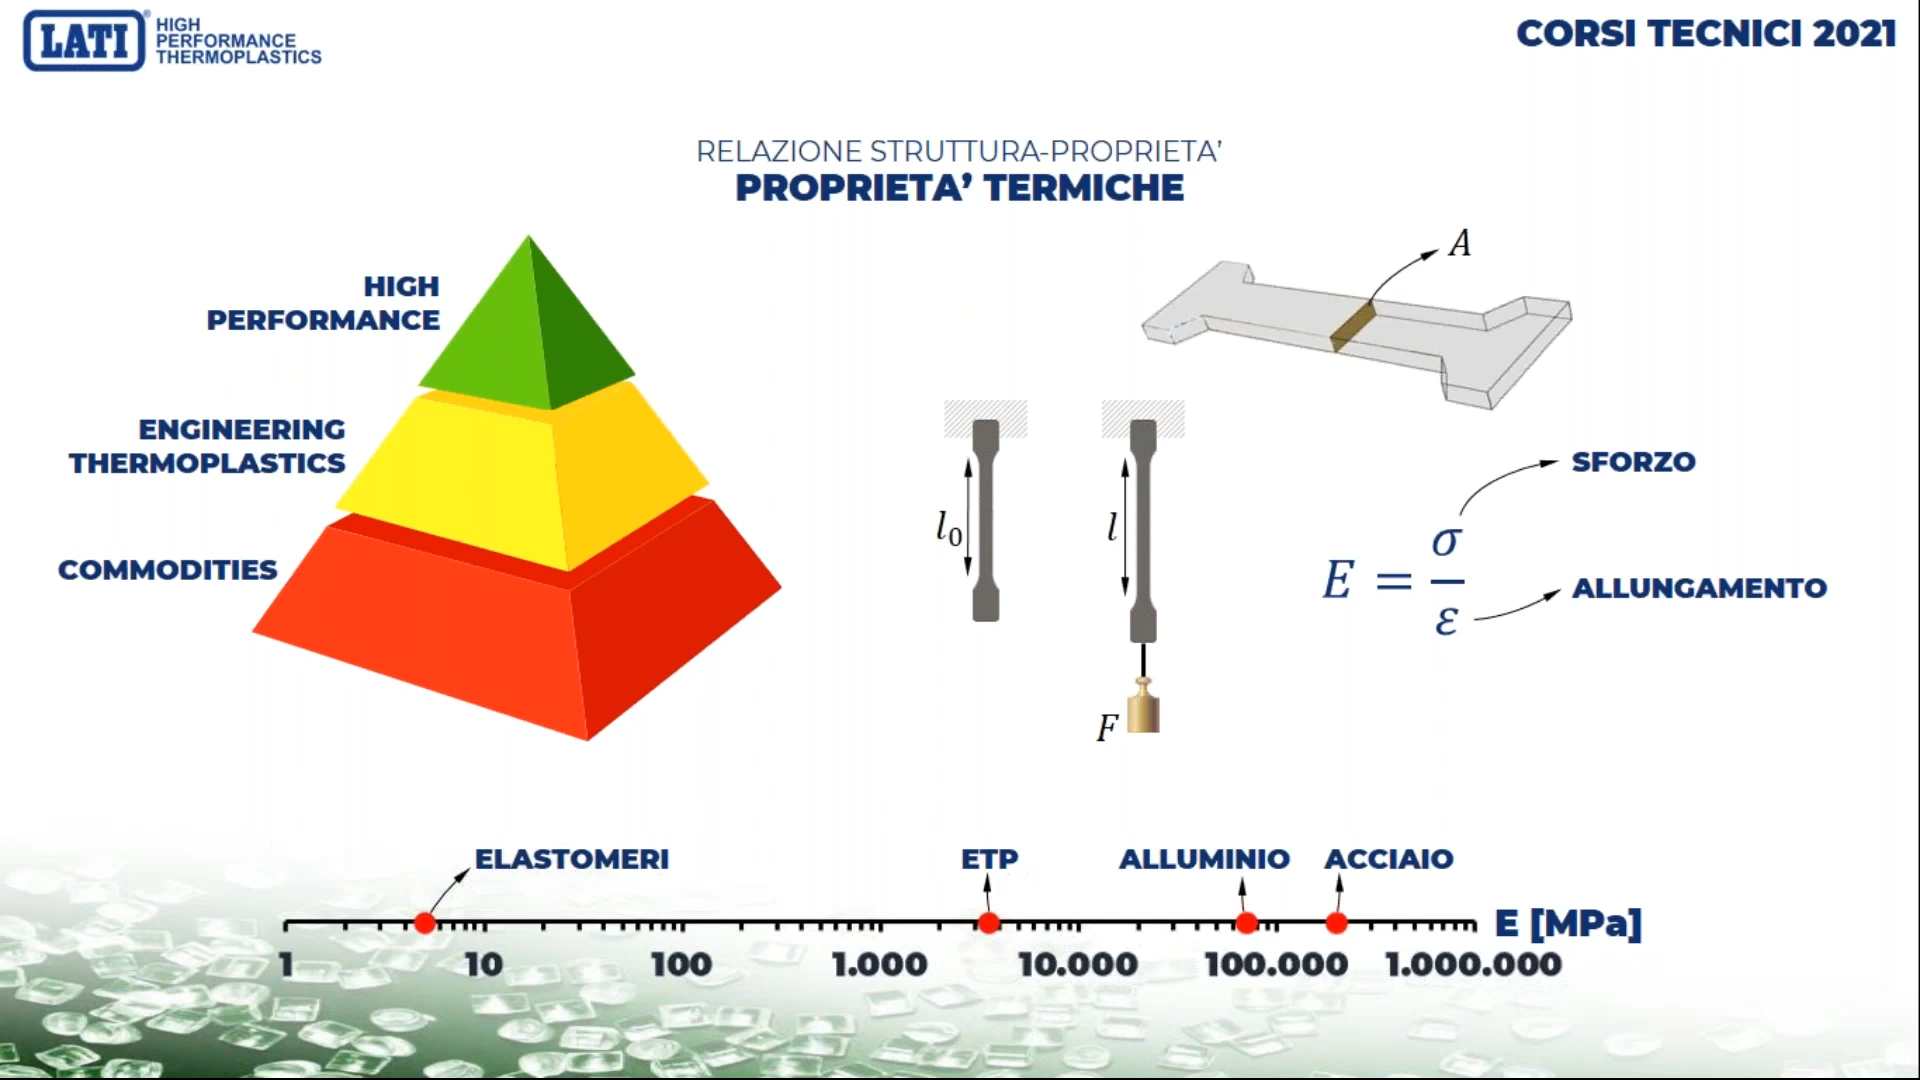 LATI®
HIGH
PERFORMANCE
THERMOPLASTICS
CORSI TECNICI 2021
RELAZIONE STRUTTURA-PROPRIETA’
PROPRIETA’ TERMICHE
HIGH
PERFORMANCE
ENGINEERING
THERMOPLASTICS
COMMODITIES
A
l₀
l
F
SFORZO
E = σ / ε
ALLUNGAMENTO
ELASTOMERI
ETP
ALLUMINIO
ACCIAIO
E [MPa]
1 10 100 1.000 10.000 100.000 1.000.000